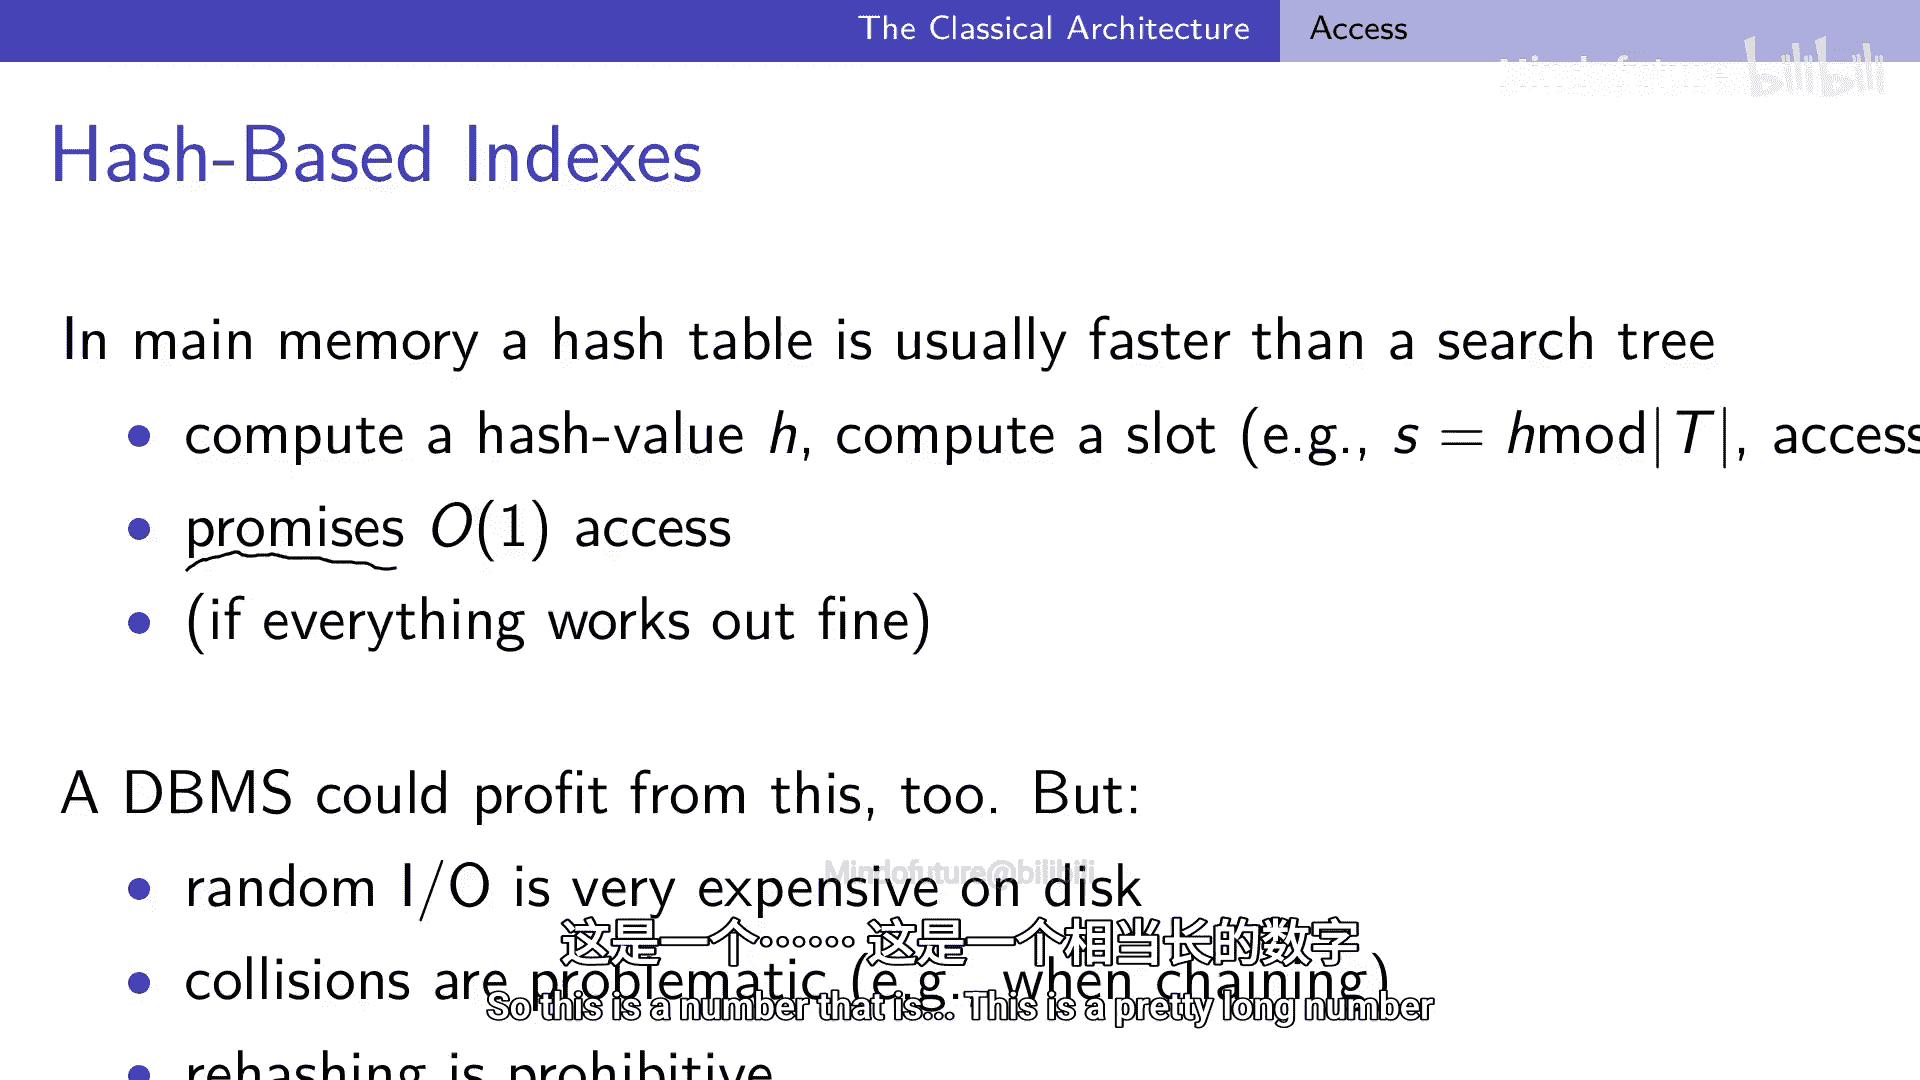 The Classical Architecture Access
bilibili
Hash-Based Indexes
In main memory a hash table is usually faster than a search tree
• compute a hash-value h, compute a slot (e.g., s = hmod|T|, access
• promises O(1) access
• (if everything works out fine)
A DBMS could profit from this, too. But:
Mindofuture@bilibili
• random I/O is very expensive on disk
这是一个…… 这是一个相当长的数字
• collisions are problematic (e.g., when chaining)
So this is a number that is... This is a pretty long number
• rehashing is prohibitive